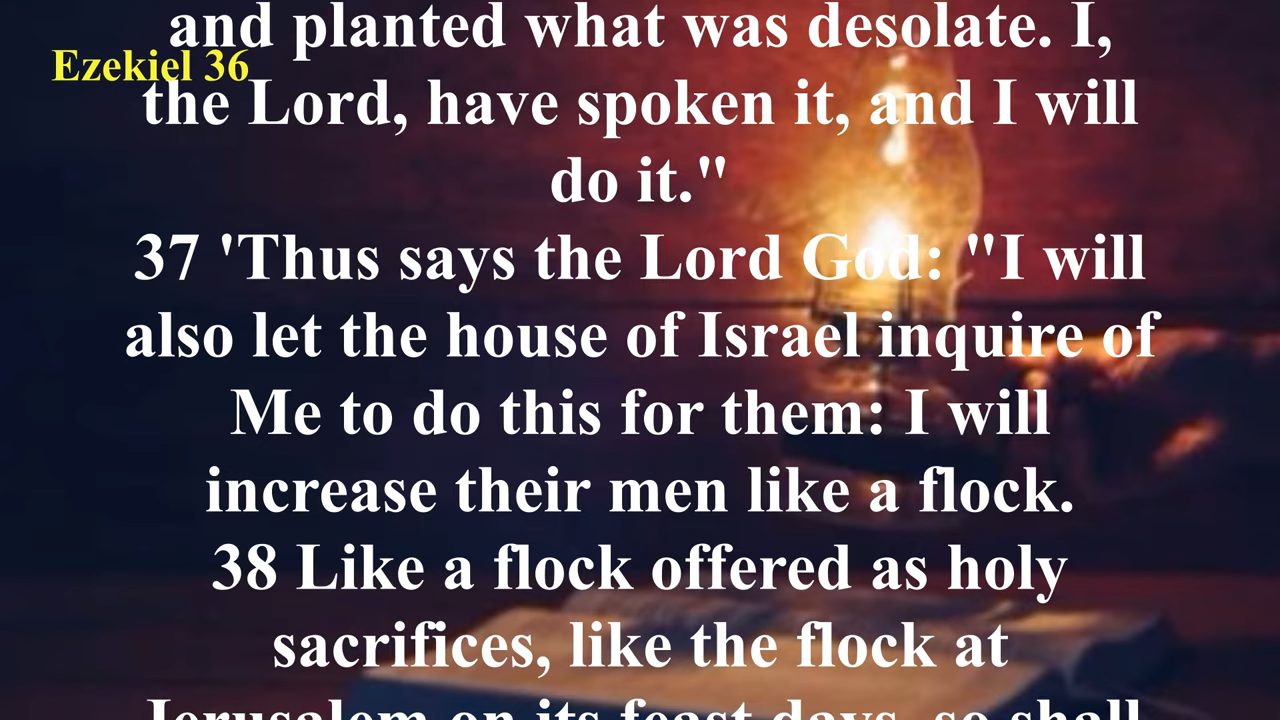 and planted what was desolate. I,
Ezekiel 36
the Lord, have spoken it, and I will
do it."
37 'Thus says the Lord God: "I will
also let the house of Israel inquire of
Me to do this for them: I will
increase their men like a flock.
38 Like a flock offered as holy
sacrifices, like the flock at
Jerusalem on its feast days, so shall